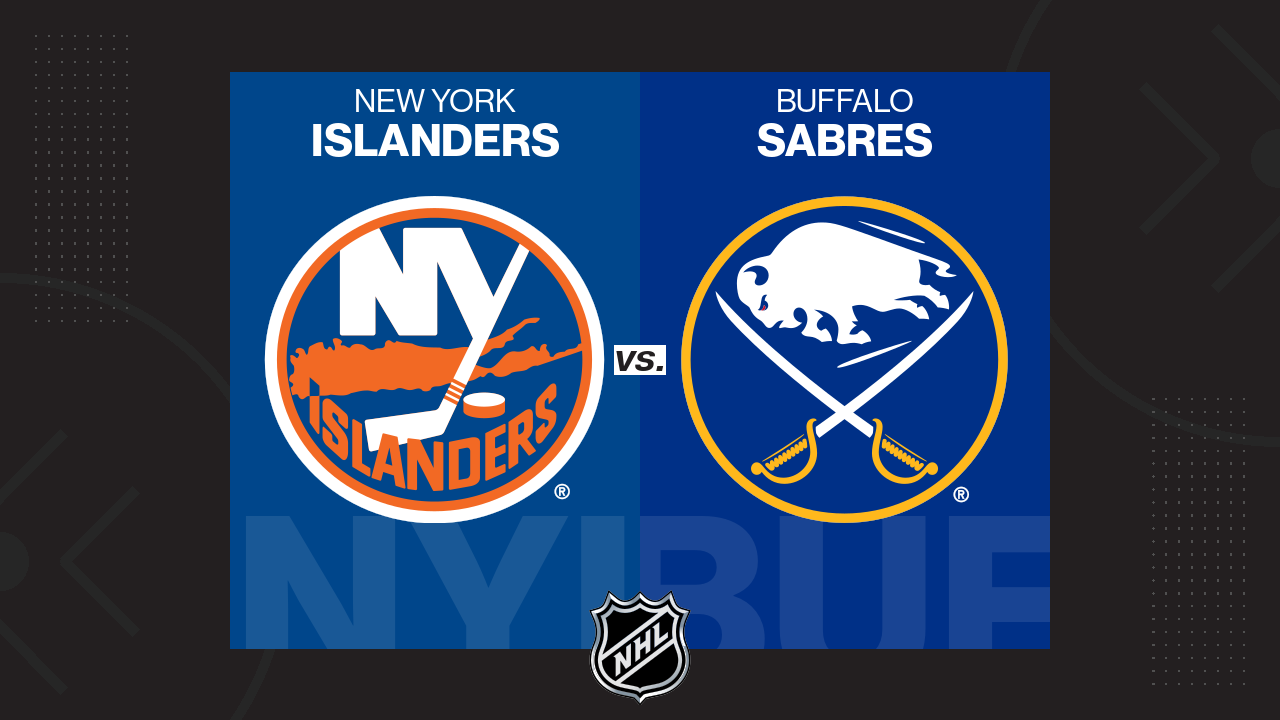 NEW YORK
ISLANDERS
BUFFALO
SABRES
NY
ISLANDERS
®
vs.
®
NYI
BUF
NHL